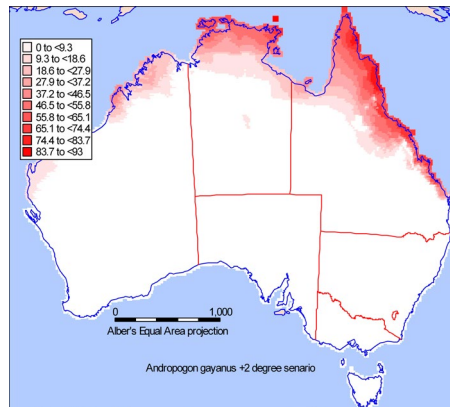 0 to <9.3
9.3 to <18.6
18.6 to <27.9
27.9 to <37.2
37.2 to <46.5
46.5 to <55.8
55.8 to <65.1
65.1 to <74.4
74.4 to <83.7
83.7 to <93
0 1,000
Alber's Equal Area projection
Andropogon gayanus +2 degree senario